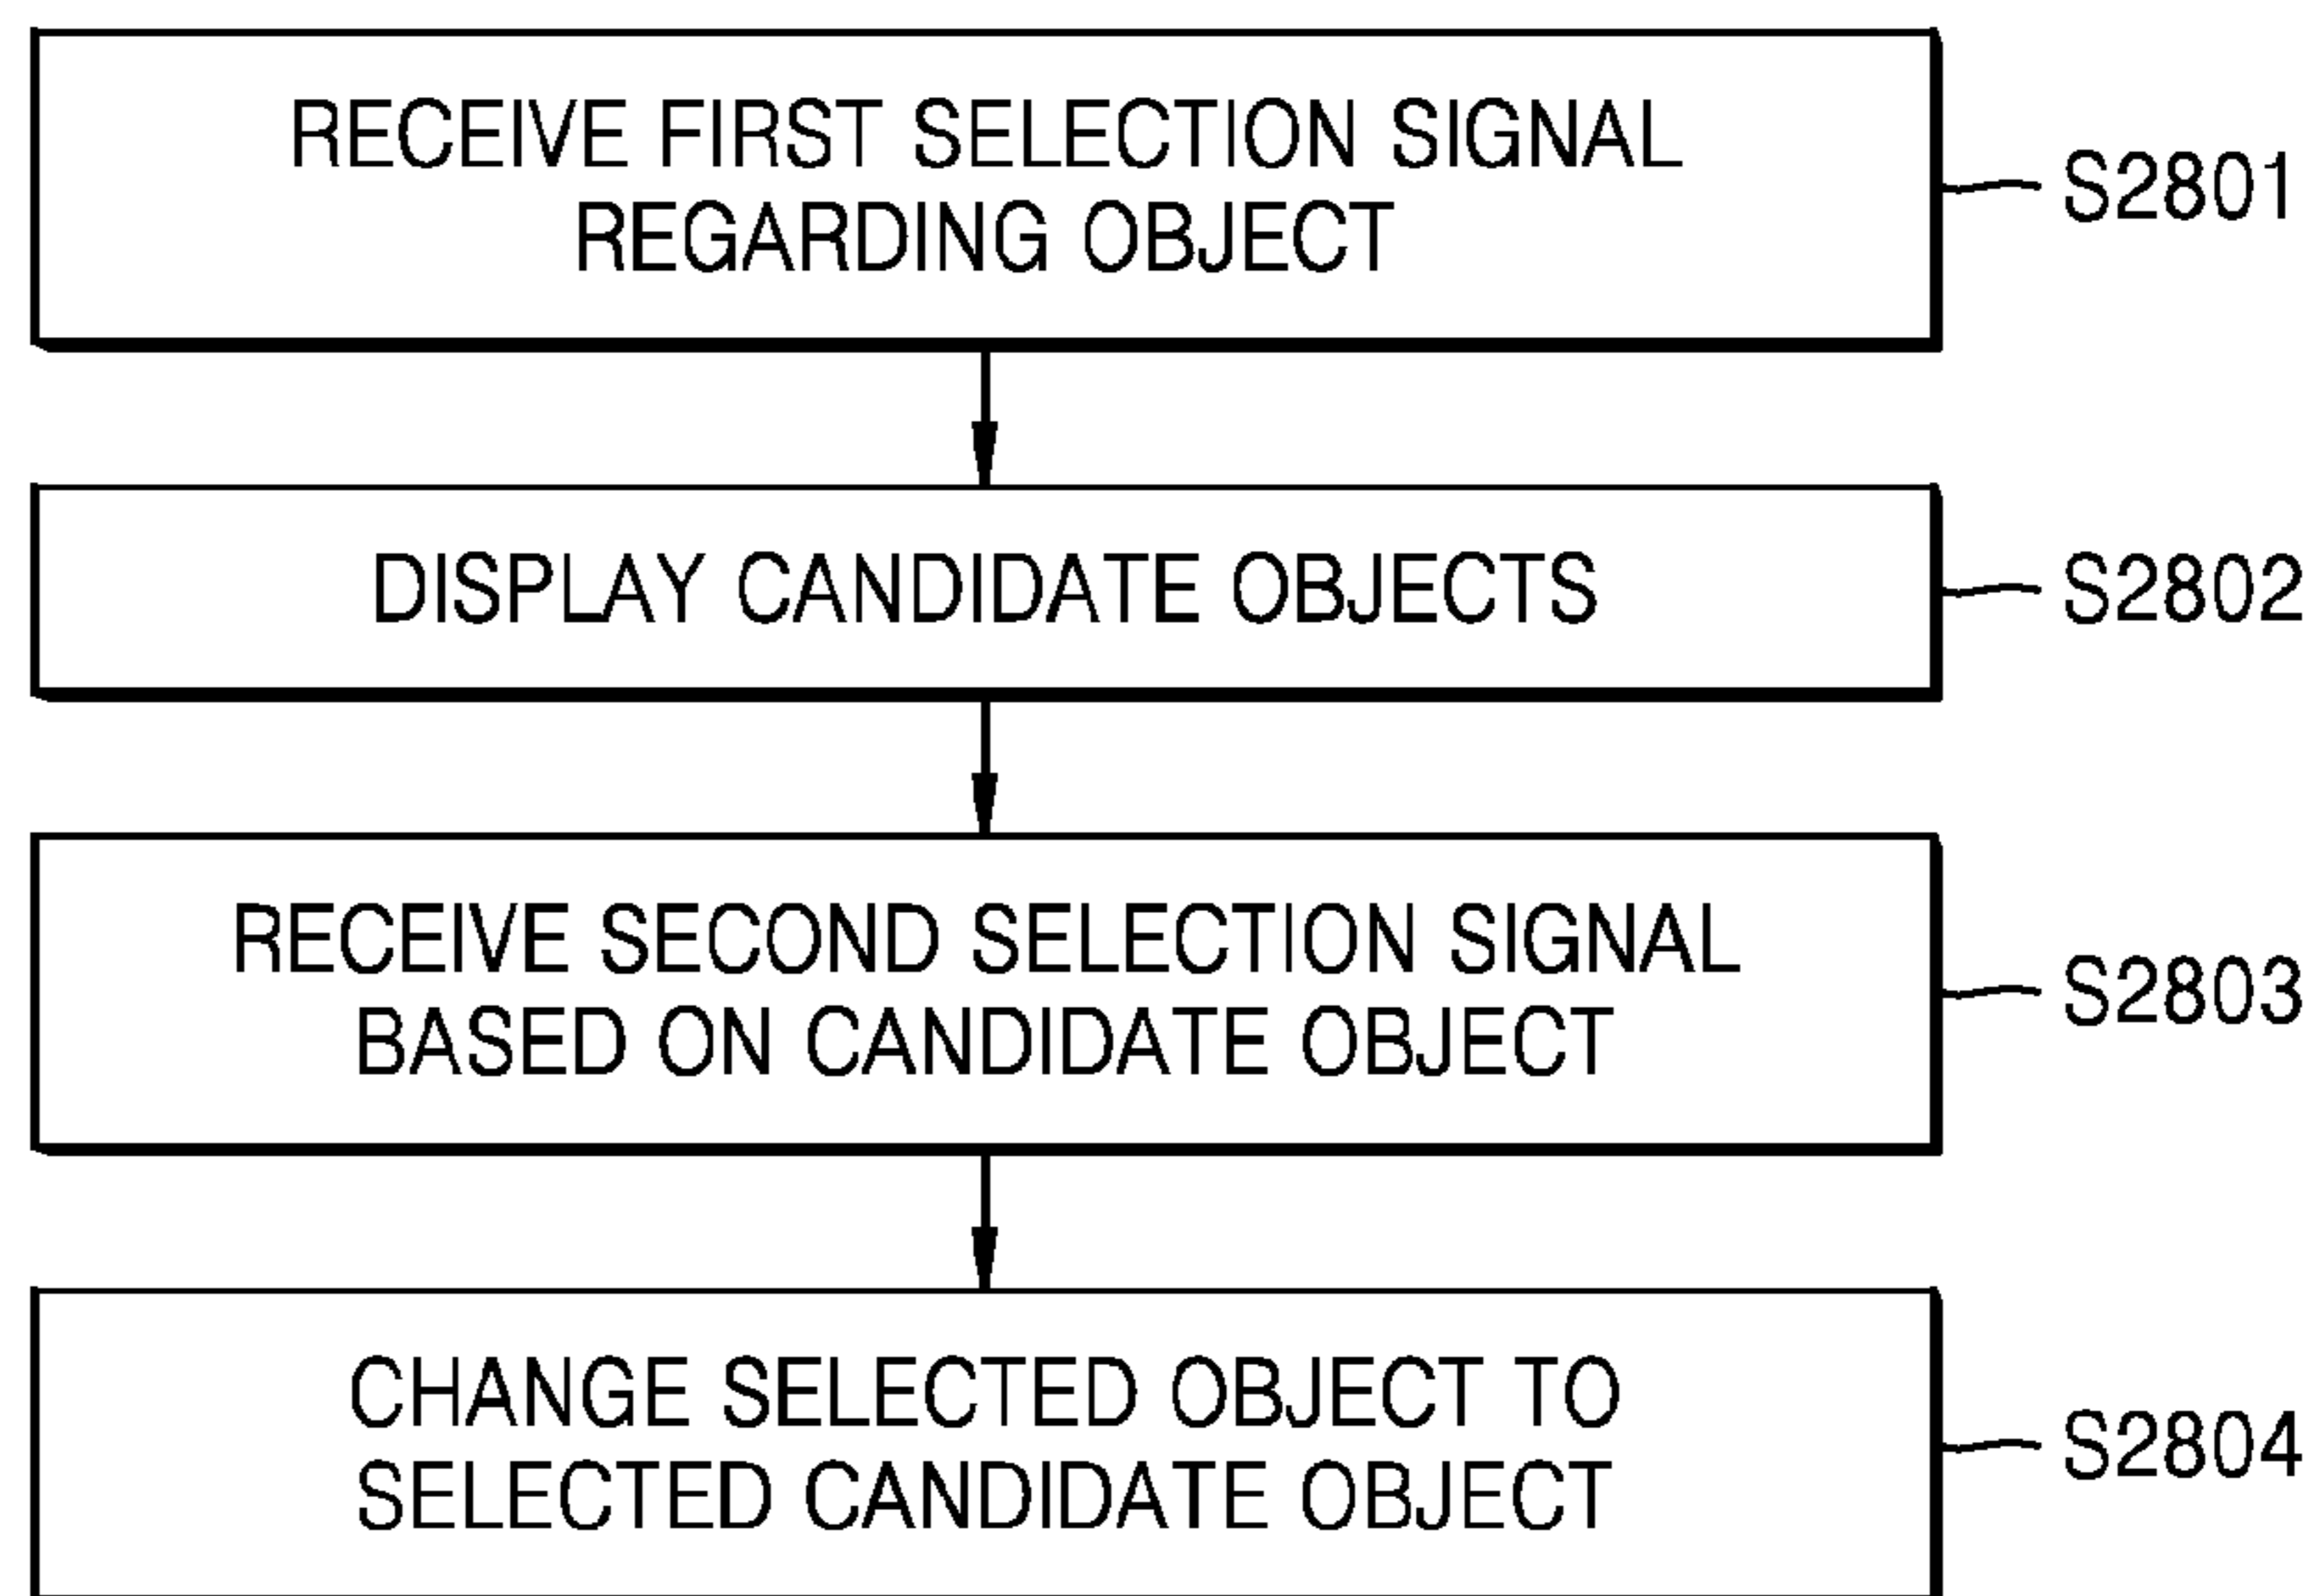 RECEIVE FIRST SELECTION SIGNAL
REGARDING OBJECT
S2801
DISPLAY CANDIDATE OBJECTS
S2802
RECEIVE SECOND SELECTION SIGNAL
BASED ON CANDIDATE OBJECT
S2803
CHANGE SELECTED OBJECT TO
SELECTED CANDIDATE OBJECT
S2804